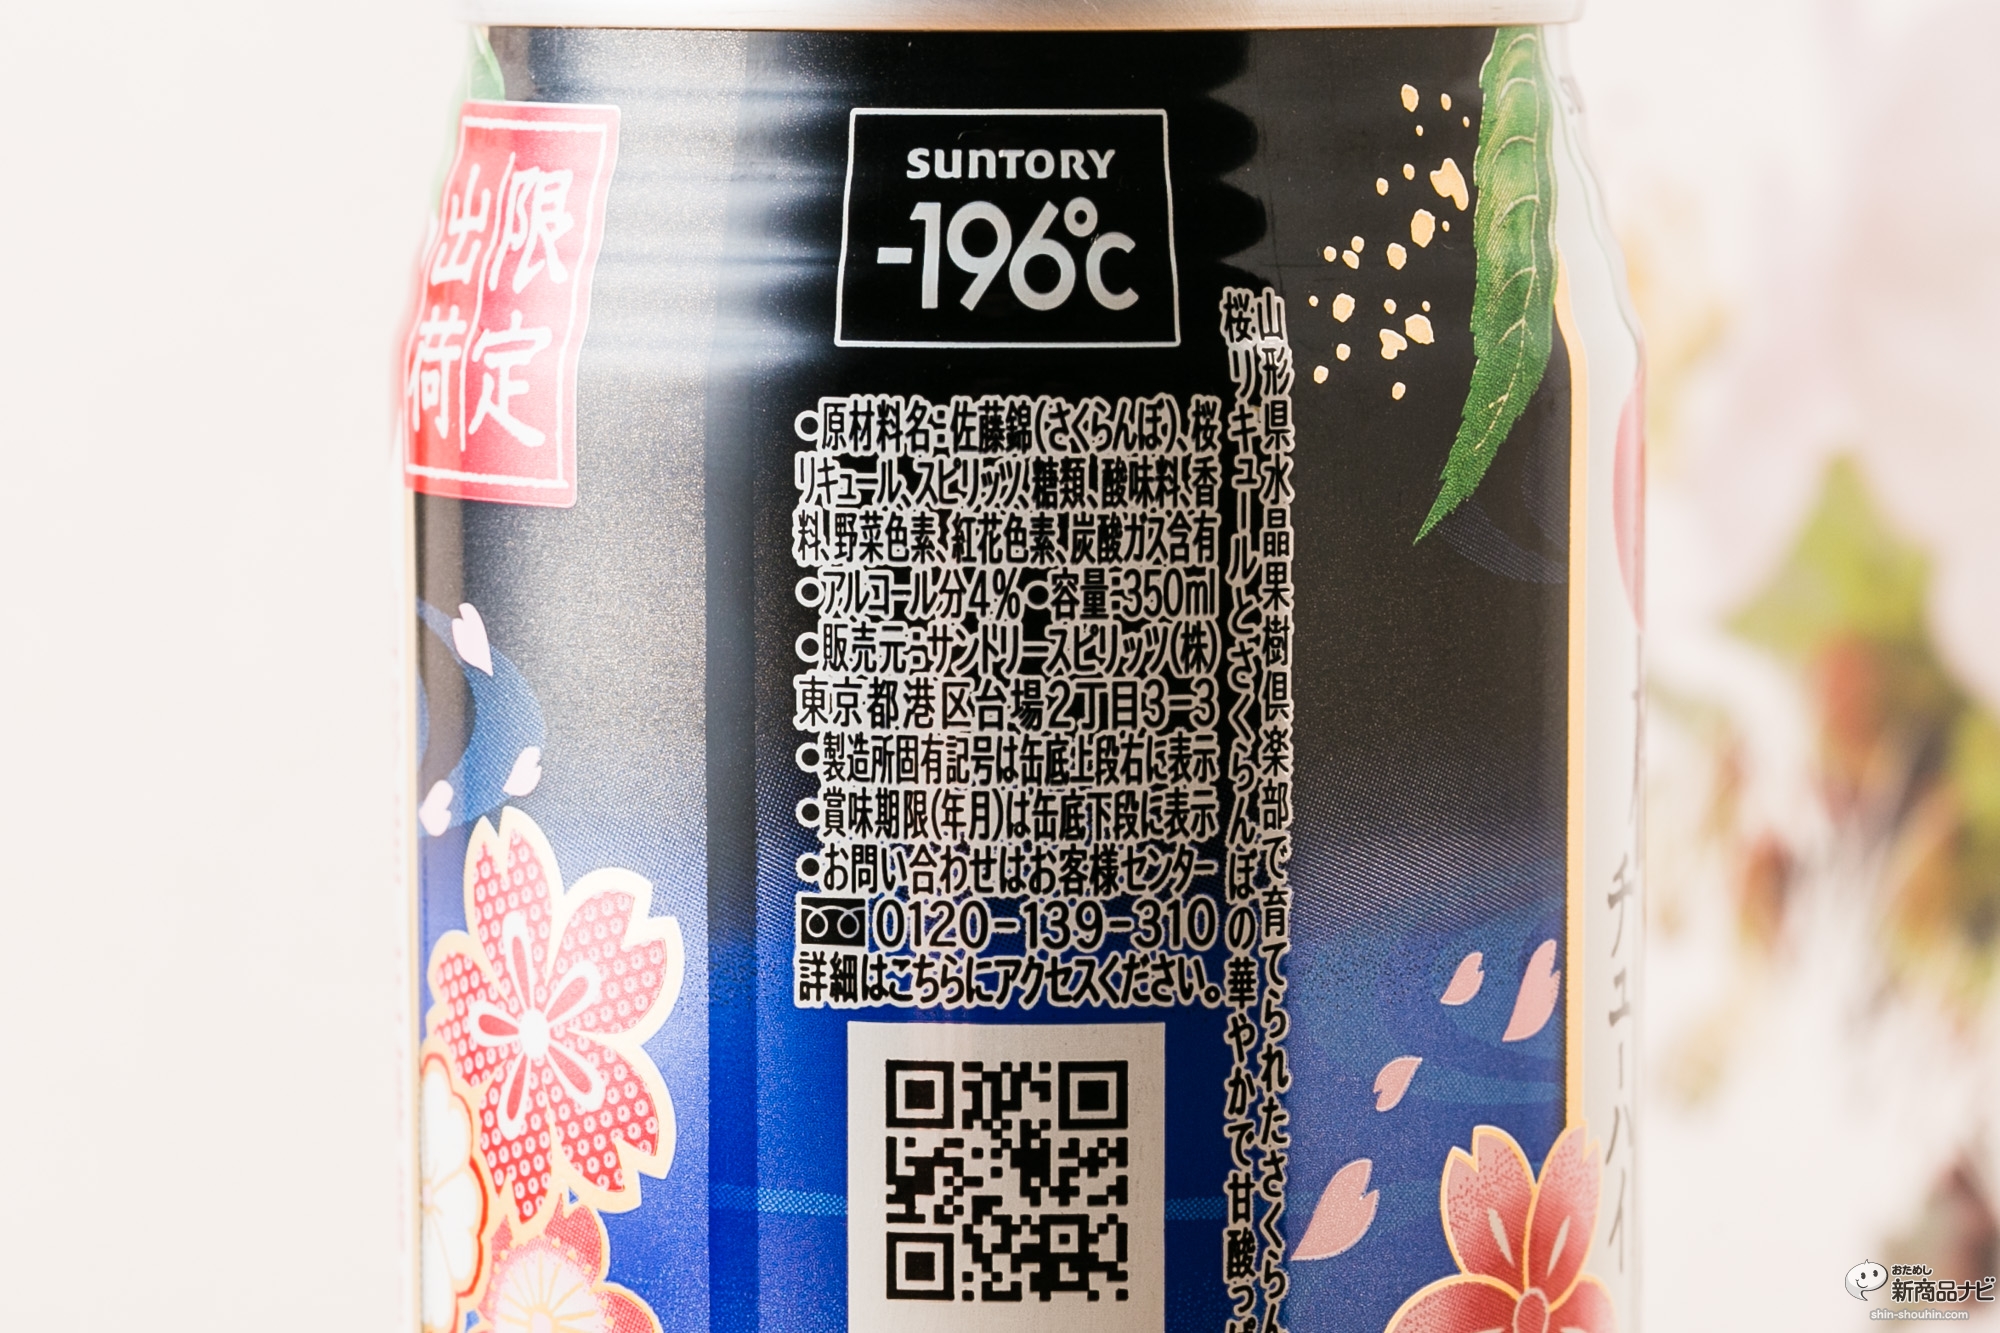 限定
出荷
SUNTORY
-196℃
●原材料名:佐藤錦(さくらんぼ)、桜
リキュール、スピリッツ、糖類、酸味料、香
料、野菜色素、紅花色素、炭酸ガス含有
●アルコール分4%●容量:350ml
●販売元:サントリースピリッツ(株)
東京都港区台場2丁目3-3
●製造所固有記号は缶底上段右に表示
●賞味期限(年月)は缶底下段に表示
●お問い合わせはお客様センター
0120-139-310
詳細はこちらにアクセスください。
山形県水晶果樹倶楽部で育てられたさくらん
桜リキュールとさくらんぼの華やかで甘酸っぱ
チューハイ
おためし
新商品ナビ
shin-shouhin.com